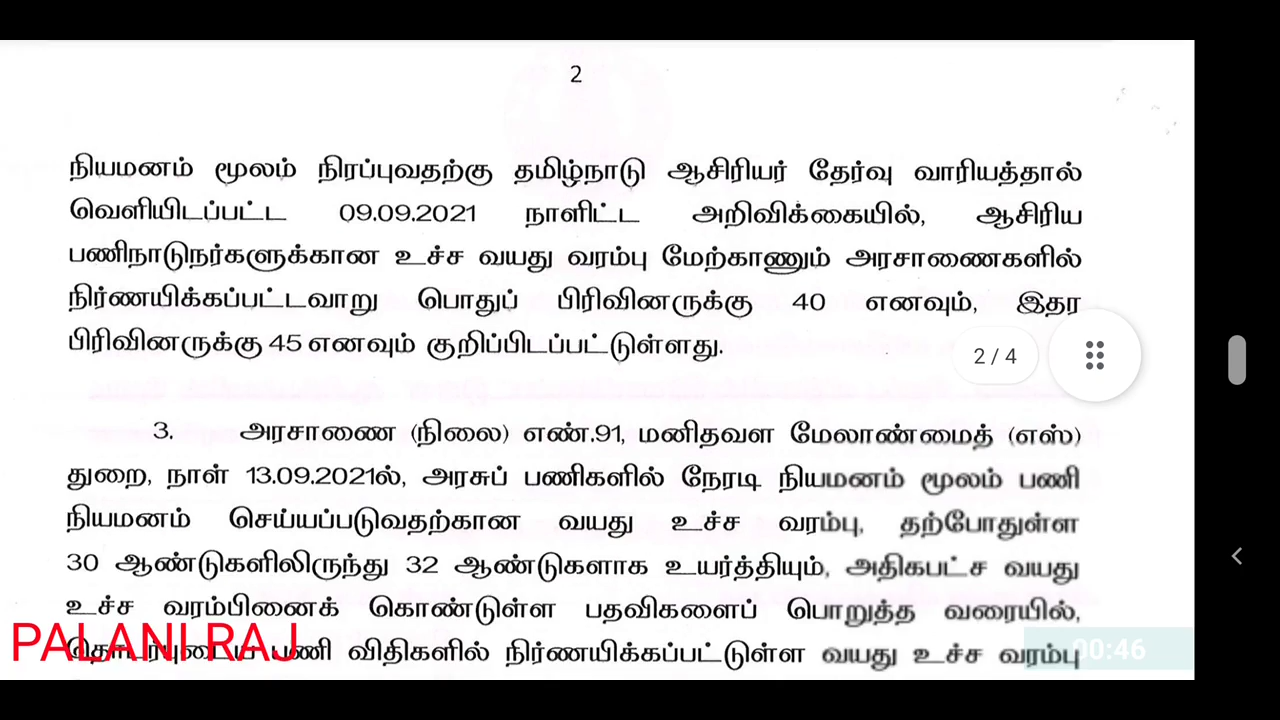 2
நியமனம் மூலம் நிரப்புவதற்கு தமிழ்நாடு ஆசிரியர் தேர்வு வாரியத்தால்
வெளியிடப்பட்ட 09.09.2021 நாளிட்ட அறிவிக்கையில், ஆசிரிய
பணிநாடுநர்களுக்கான உச்ச வயது வரம்பு மேற்காணும் அரசாணைகளில்
நிர்ணயிக்கப்பட்டவாறு பொதுப் பிரிவினருக்கு 40 எனவும், இதர
பிரிவினருக்கு 45 எனவும் குறிப்பிடப்பட்டுள்ளது.
2 / 4
3. அரசாணை (நிலை) எண்.91, மனிதவள மேலாண்மைத் (எஸ்)
துறை, நாள் 13.09.2021ல், அரசுப் பணிகளில் நேரடி நியமனம் மூலம் பணி
நியமனம் செய்யப்படுவதற்கான வயது உச்ச வரம்பு, தற்போதுள்ள
30 ஆண்டுகளிலிருந்து 32 ஆண்டுகளாக உயர்த்தியும், அதிகபட்ச வயது
உச்ச வரம்பினைக் கொண்டுள்ள பதவிகளைப் பொறுத்த வரையில்,
பணி விதிகளில் நிர்ணயிக்கப்பட்டுள்ள வயது உச்ச வரம்பு
PALANI RAJ
00:46